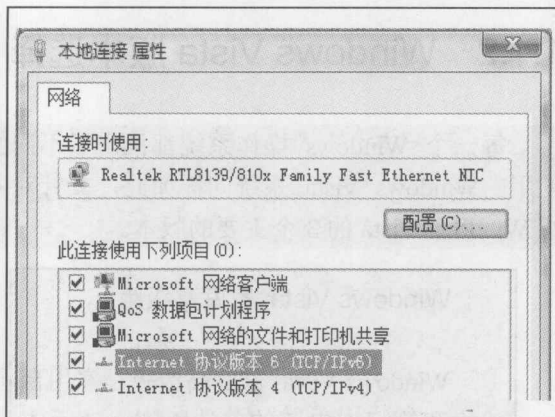 本地连接 属性
网络
连接时使用:
Realtek RTL8139/810x Family Fast Ethernet NIC
配置(C)...
此连接使用下列项目(O):
Microsoft 网络客户端
QoS 数据包计划程序
Microsoft 网络的文件和打印机共享
Internet 协议版本 6 (TCP/IPv6)
Internet 协议版本 4 (TCP/IPv4)